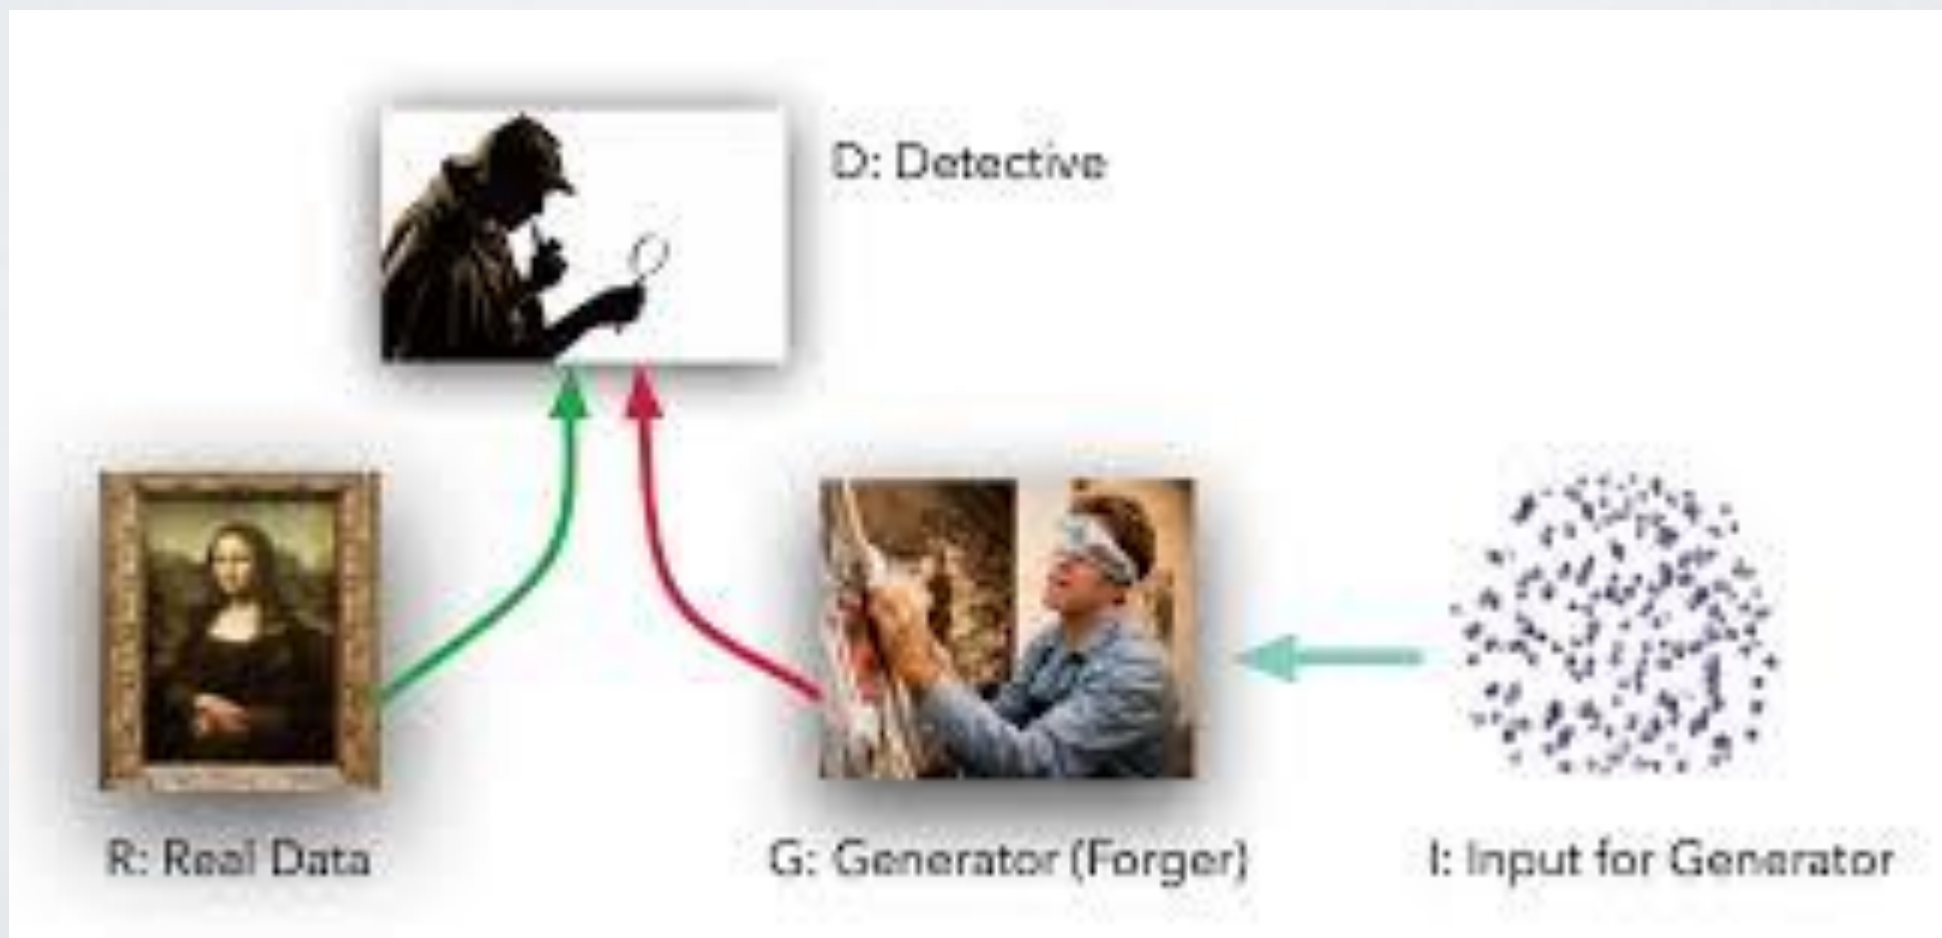 D: Detective
R: Real Data
G: Generator (Forger)
I: Input for Generator